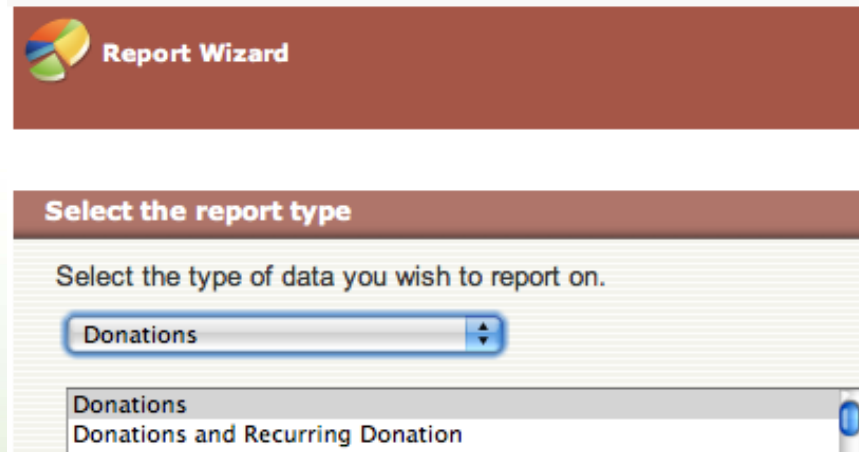 Report Wizard
Select the report type
Select the type of data you wish to report on.
Donations
Donations
Donations and Recurring Donation